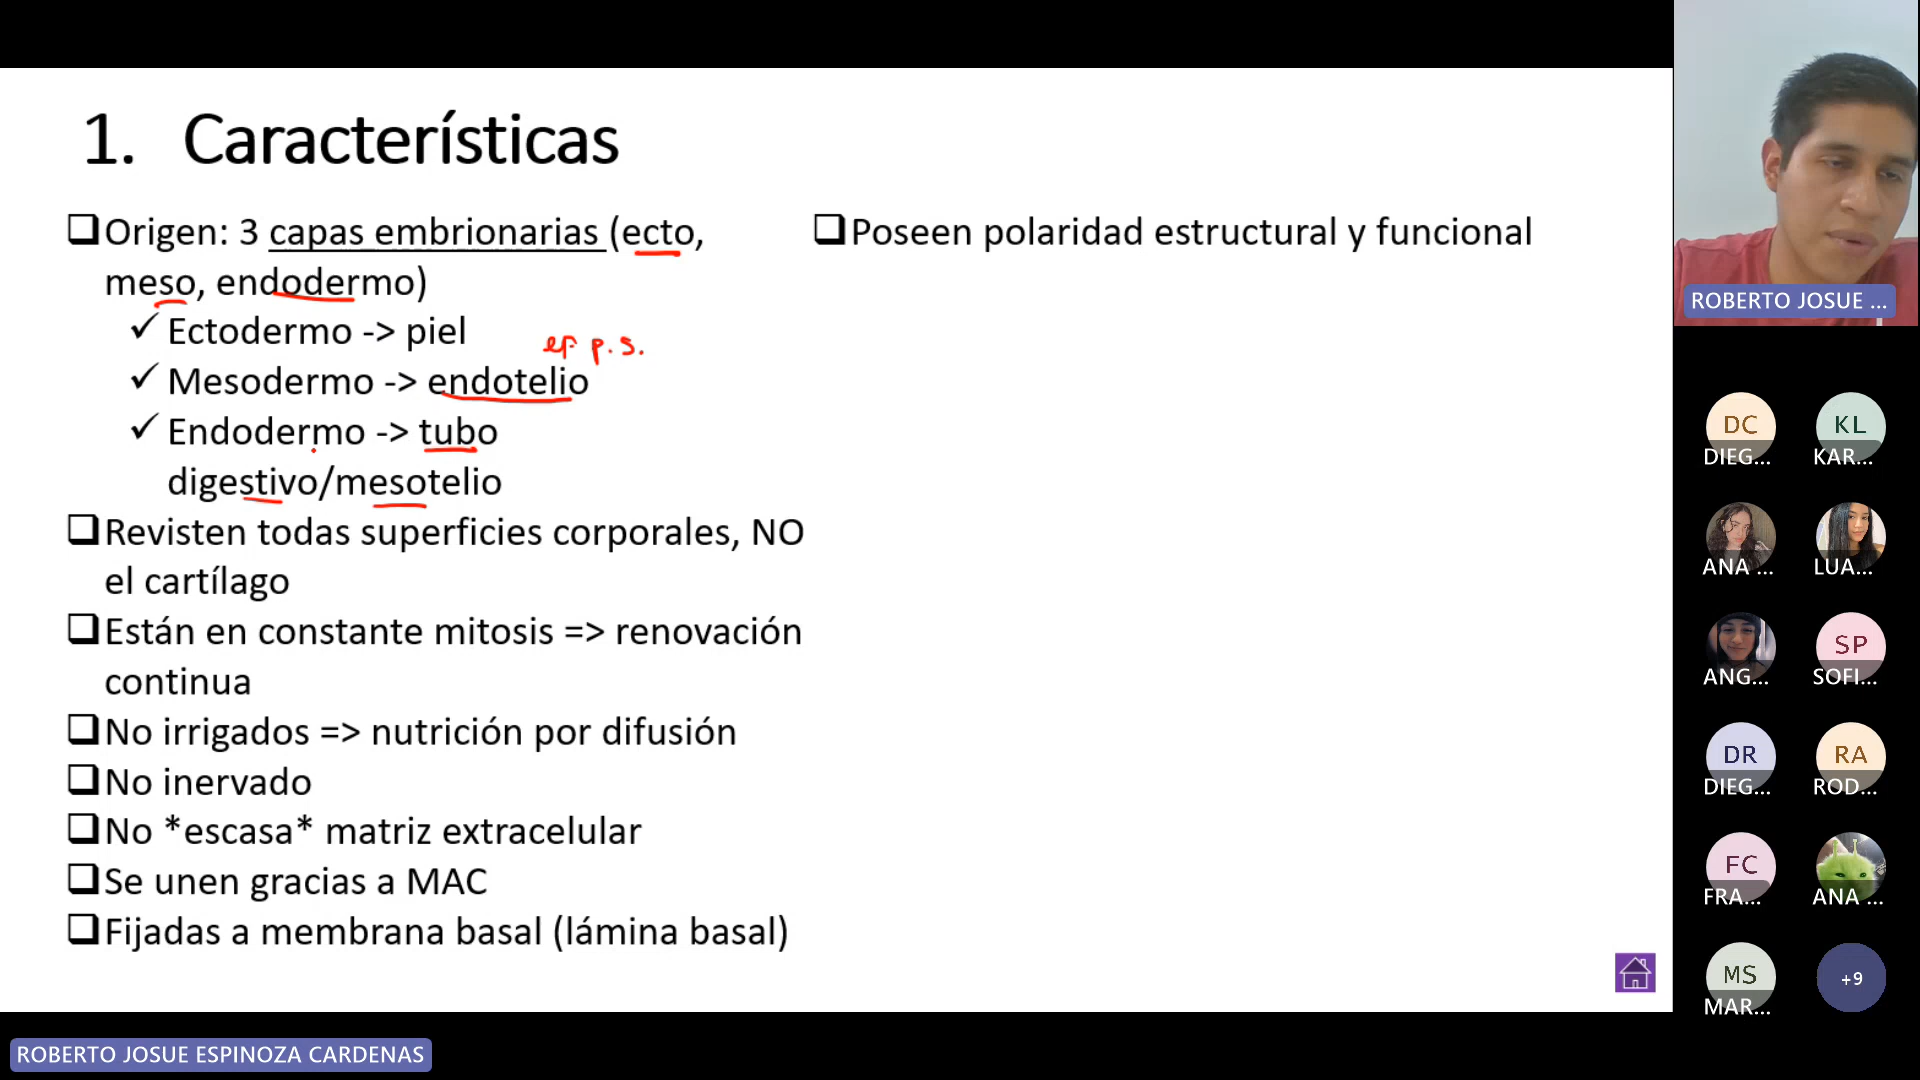 1. Características
Origen: 3 capas embrionarias (ecto,
meso, endodermo)
Ectodermo -> piel
ef p.s.
Mesodermo -> endotelio
Endodermo -> tubo
digestivo/mesotelio
Revisten todas superficies corporales, NO
el cartílago
Están en constante mitosis => renovación
continua
No irrigados => nutrición por difusión
No inervado
No *escasa* matriz extracelular
Se unen gracias a MAC
Fijadas a membrana basal (lámina basal)
Poseen polaridad estructural y funcional
ROBERTO JOSUE ...
DC
DIEG...
KL
KAR...
ANA ...
LUA...
ANG...
SP
SOFI...
DR
DIEG...
RA
ROD...
FC
FRA...
ANA ...
MS
MAR...
+9
ROBERTO JOSUE ESPINOZA CARDENAS